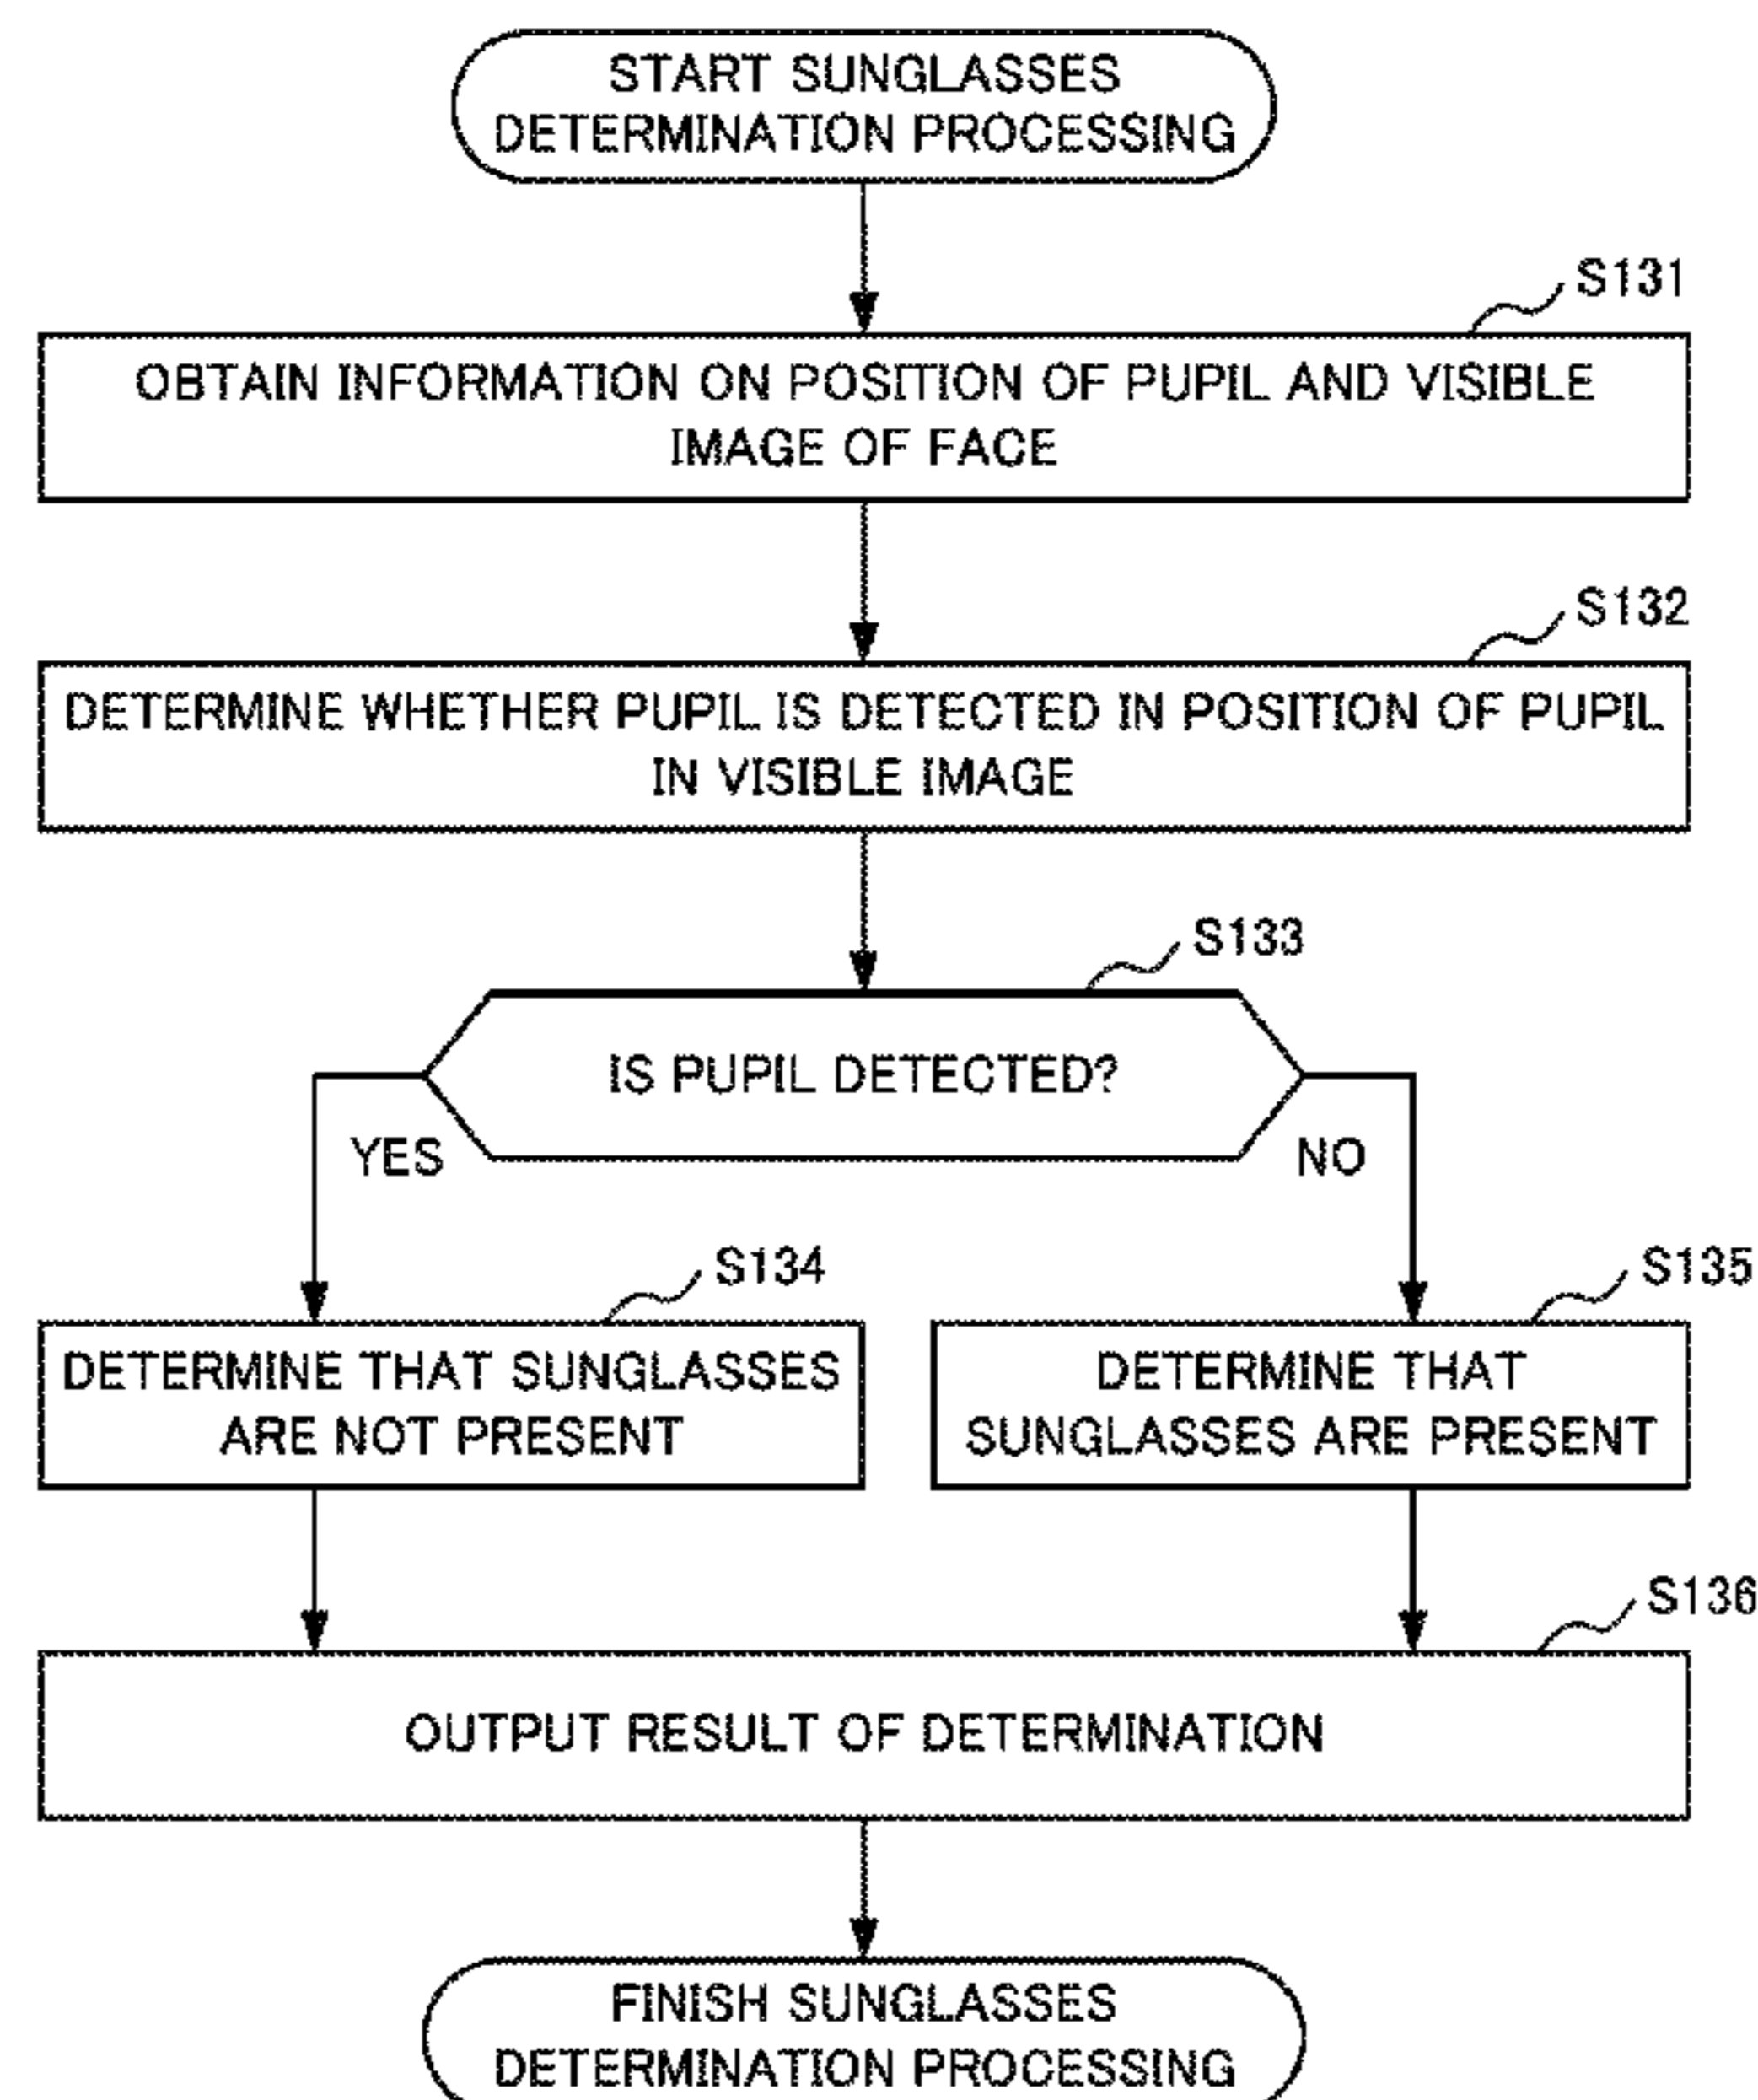 START SUNGLASSES
DETERMINATION PROCESSING
S131
OBTAIN INFORMATION ON POSITION OF PUPIL AND VISIBLE
IMAGE OF FACE
S132
DETERMINE WHETHER PUPIL IS DETECTED IN POSITION OF PUPIL
IN VISIBLE IMAGE
S133
IS PUPIL DETECTED?
YES
NO
S134
DETERMINE THAT SUNGLASSES
ARE NOT PRESENT
S135
DETERMINE THAT
SUNGLASSES ARE PRESENT
S136
OUTPUT RESULT OF DETERMINATION
FINISH SUNGLASSES
DETERMINATION PROCESSING